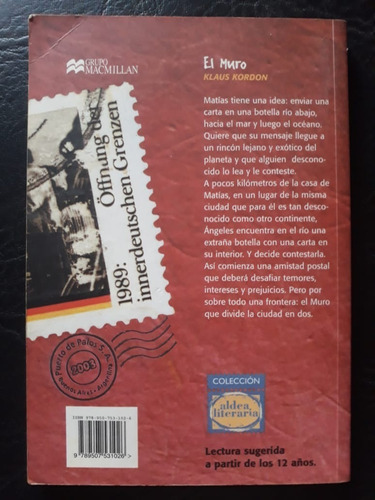 GRUPO
MACMILLAN
El Muro
KLAUS KORDON
Matías tiene una idea: enviar una
carta en una botella río abajo,
hacia el mar y luego el océano.
Quiere que su mensaje llegue a
un rincón lejano y exótico del
planeta y que alguien descono-
cido lo lea y le conteste.
A pocos kilómetros de la casa de
Matías, en un lugar de la misma
ciudad que para él es tan des-
conocido como otro continente,
Ángeles encuentra en el río una
extraña botella con una carta en
su interior. Y decide contestarla.
Así comienza una amistad postal
que deberá desafiar temores,
intereses y prejuicios. Pero por
sobre todo una frontera: el Muro
que divide la ciudad en dos.
1989: Öffnung der
innerdeutschen Grenzen
Puerto de Palos S. A.
2003
Buenos Aires - Argentina
COLECCIÓN
aldea
literaria
Lectura sugerida
a partir de los 12 años.
9 789507 531026